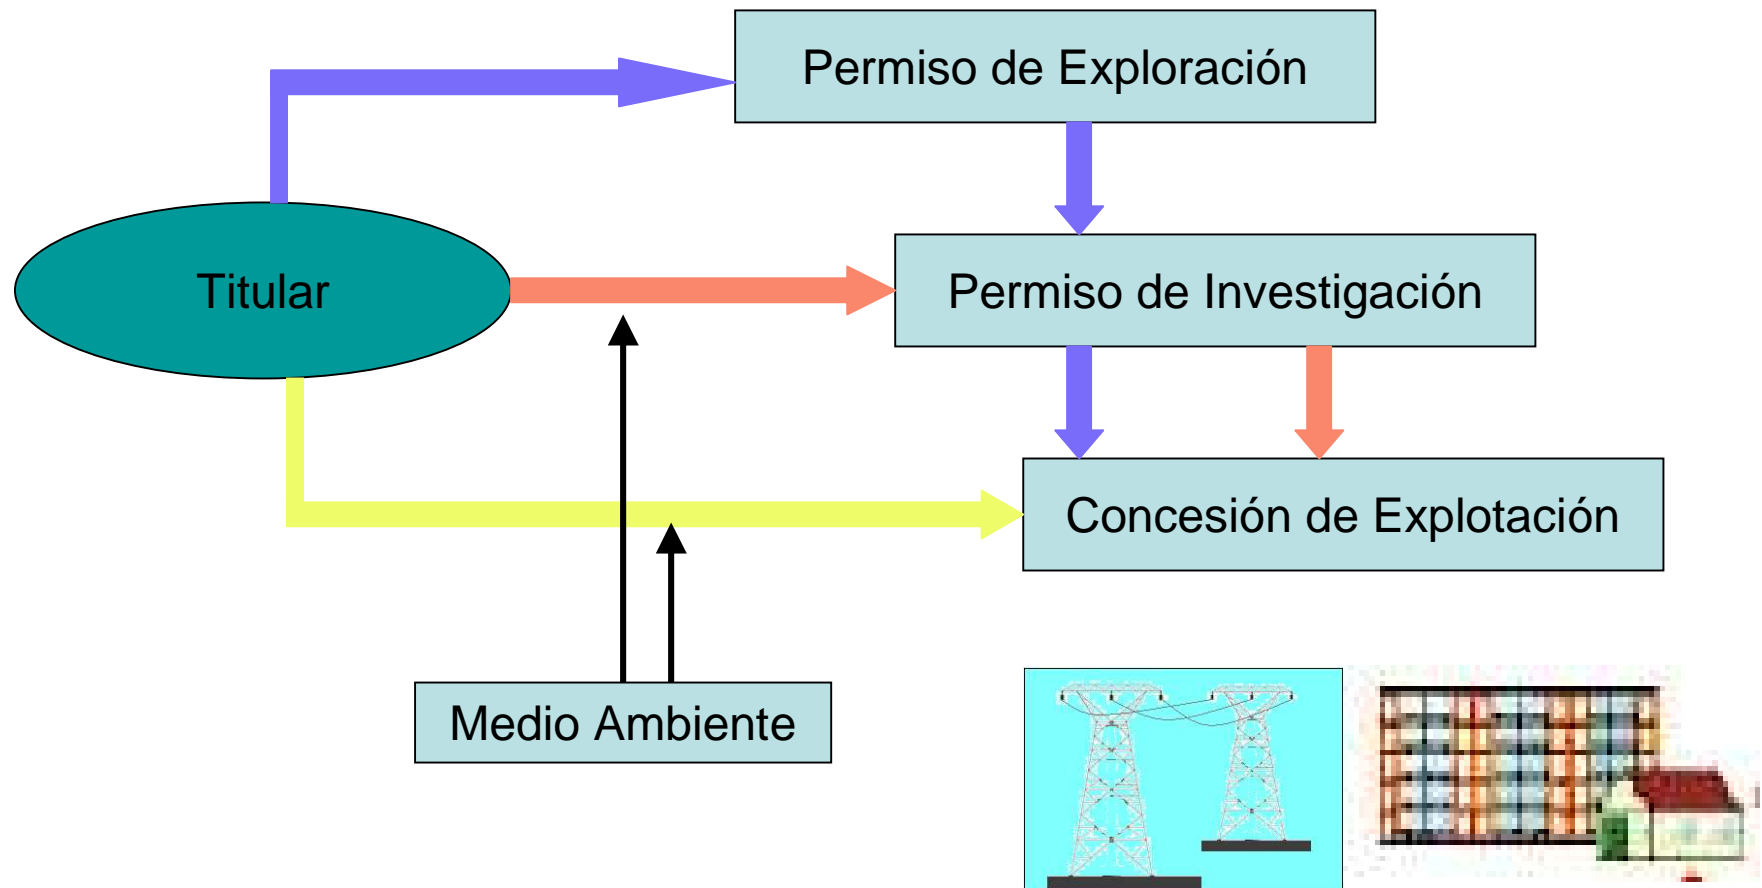 Permiso de Exploración
Titular
Permiso de Investigación
Concesión de Explotación
Medio Ambiente